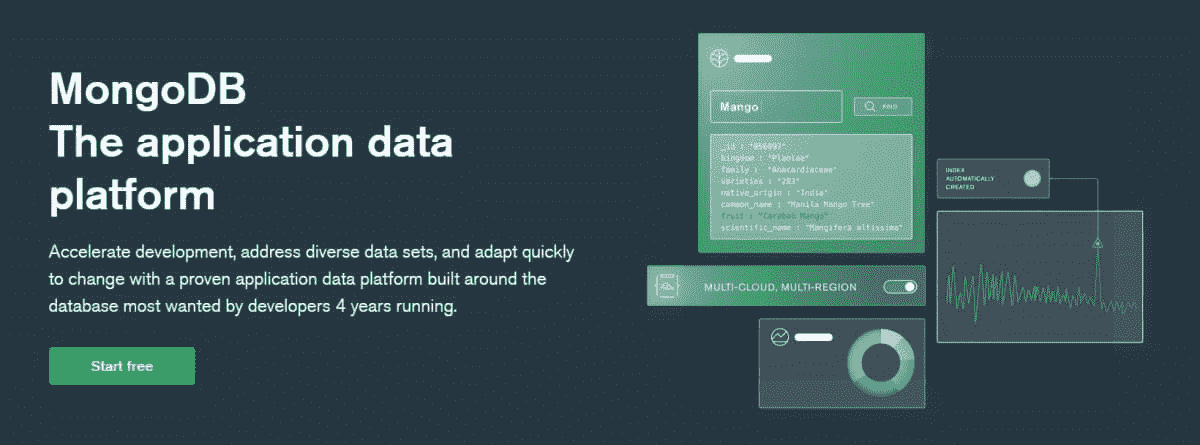 MongoDB
The application data
platform
Accelerate development, address diverse data sets, and adapt quickly
to change with a proven application data platform built around the
database most wanted by developers 4 years running.
Start free
Mango
FIND
_id : "056097"
kingdom : "Plantae"
family : "Anacardiaceae"
varieties : "283"
native_origin : "India"
common_name : "Manila Mango Tree"
fruit : "Carabao Mango"
scientific_name : "Mangifera altissima"
INDEX
AUTOMATICALLY
CREATED
MULTI-CLOUD, MULTI-REGION